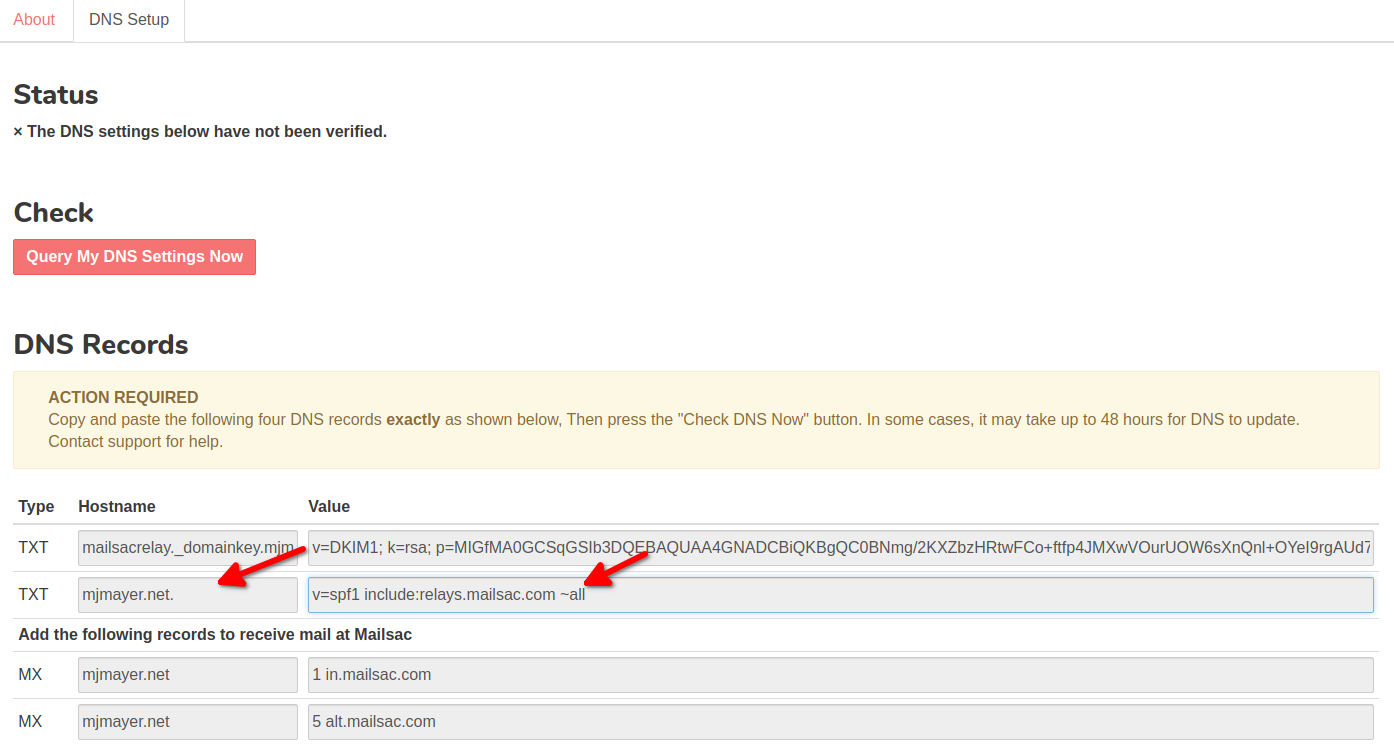 About DNS Setup
Status
× The DNS settings below have not been verified.
Check
Query My DNS Settings Now
DNS Records
ACTION REQUIRED
Copy and paste the following four DNS records exactly as shown below, Then press the "Check DNS Now" button. In some cases, it may take up to 48 hours for DNS to update.
Contact support for help.
Type Hostname Value
TXT mailsacrelay._domainkey.mjm v=DKIM1; k=rsa; p=MIGfMA0GCSqGSIb3DQEBAQUAA4GNADCBiQKBgQC0BNmg/2KXZbzHRtwFCo+ftfp4JMXwVOurUOW6sXnQnl+OYeI9rgAUd7
TXT mjmayer.net. v=spf1 include:relays.mailsac.com ~all
Add the following records to receive mail at Mailsac
MX mjmayer.net 1 in.mailsac.com
MX mjmayer.net 5 alt.mailsac.com